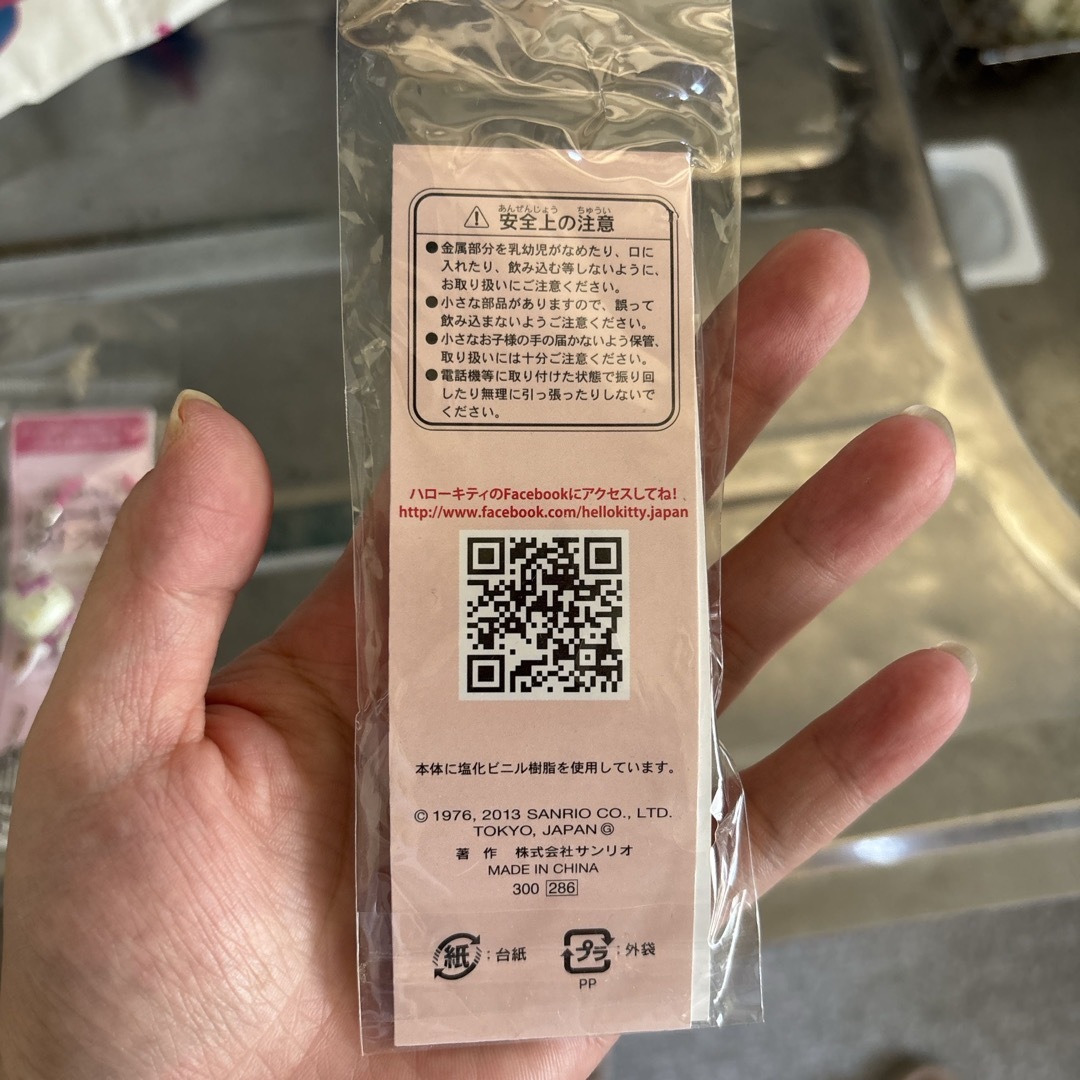 あんぜんじょう ちゅうい
安全上の注意
●金属部分を乳幼児がなめたり、口に
入れたり、飲み込む等しないように、
お取り扱いにご注意ください。
●小さな部品がありますので、誤って
飲み込まないようご注意ください。
●小さなお子様の手の届かないよう保管、
取り扱いには十分ご注意ください。
●電話機等に取り付けた状態で振り回
したり無理に引っ張ったりしないで
ください。
ハローキティのFacebookにアクセスしてね!
http://www.facebook.com/hellokitty.japan
本体に塩化ビニル樹脂を使用しています。
© 1976, 2013 SANRIO CO., LTD.
TOKYO, JAPAN Ⓖ
著 作 株式会社サンリオ
MADE IN CHINA
300 286
紙：台紙 プラ：外袋
PP